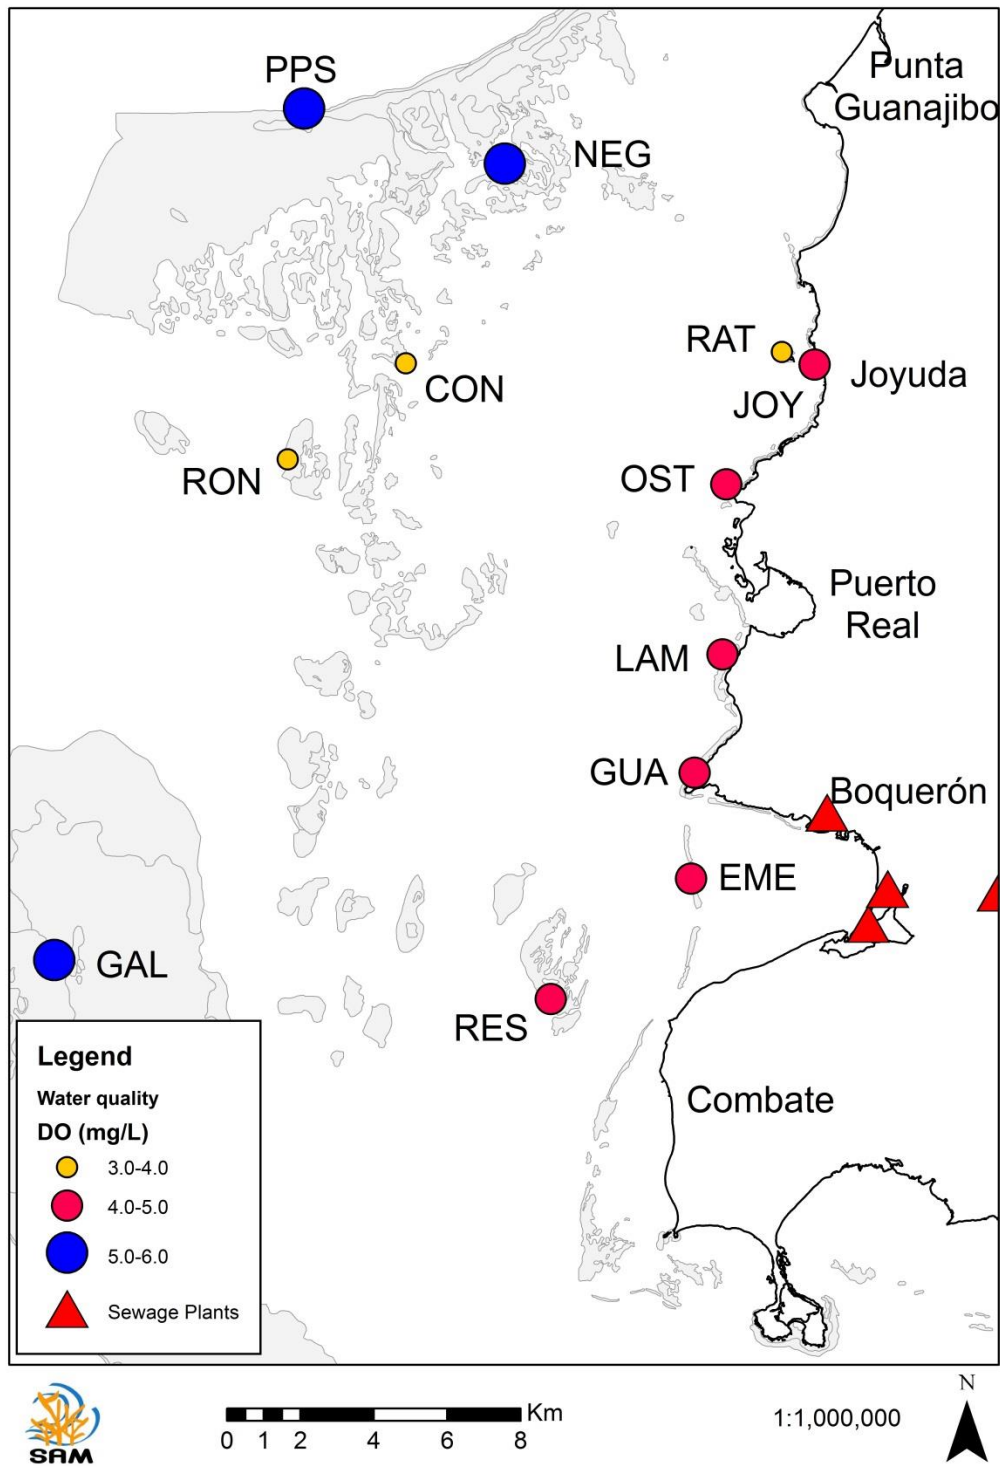 PPS
NEG
Punta
Guanajibo
RAT
JOY
Joyuda
CON
RON
OST
Puerto
Real
LAM
GUA
Boquerón
EME
GAL
RES
Combate
Legend
Water quality
DO (mg/L)
3.0-4.0
4.0-5.0
5.0-6.0
Sewage Plants
SAM
Km
0 1 2 4 6 8
1:1,000,000
N